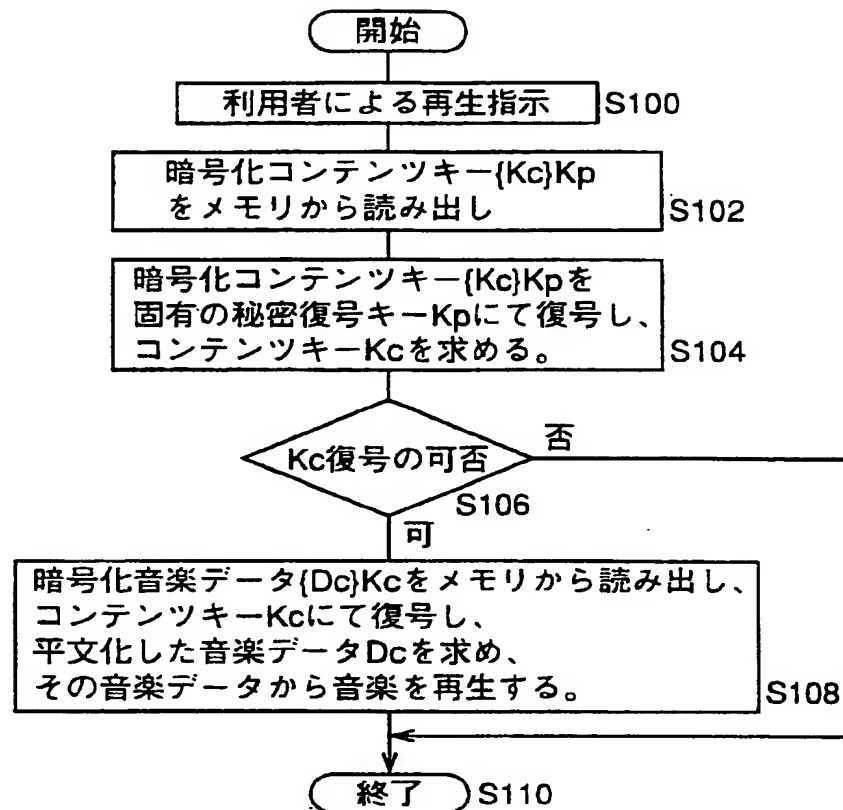 開始
利用者による再生指示 S100
暗号化コンテンツキー{Kc}Kp
をメモリから読み出し
S102
暗号化コンテンツキー{Kc}Kpを
固有の秘密復号キーKpにて復号し、
コンテンツキーKcを求める。
S104
否
Kc復号の可否
S106
可
暗号化音楽データ{Dc}Kcをメモリから読み出し、
コンテンツキーKcにて復号し、
平文化した音楽データDcを求め、
その音楽データから音楽を再生する。
S108
終了 S110